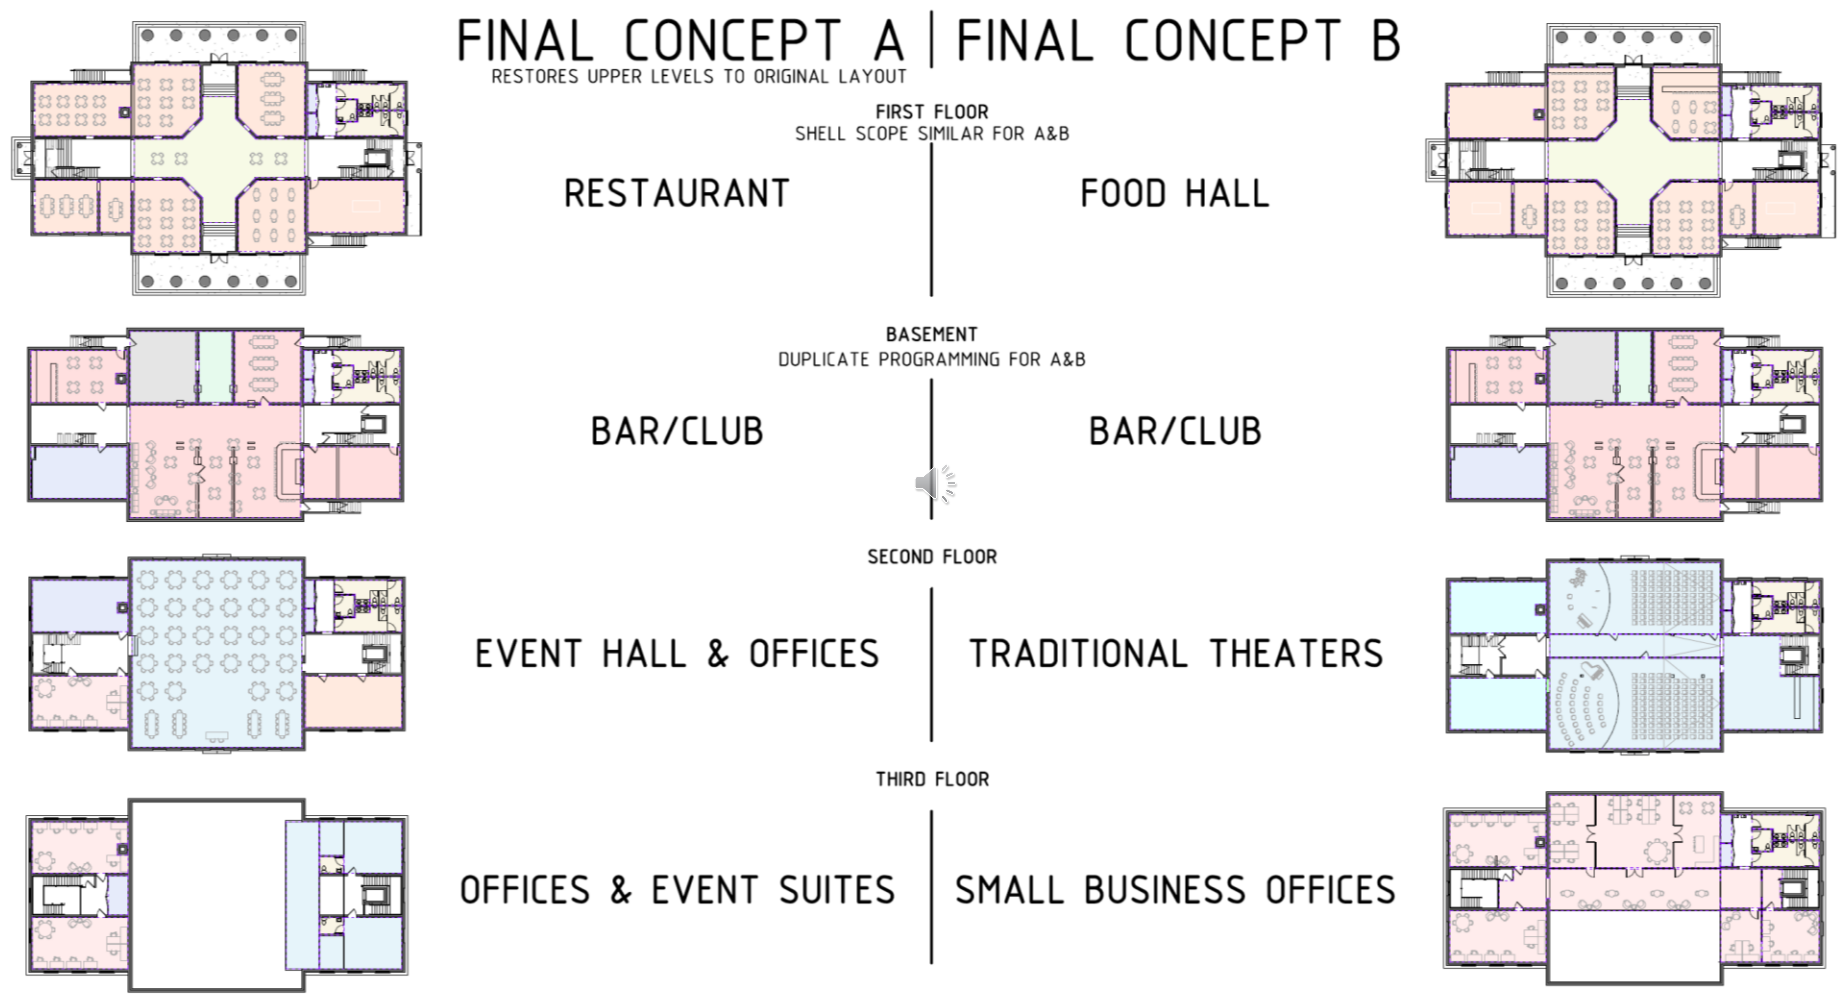 FINAL CONCEPT A
FINAL CONCEPT B
RESTORES UPPER LEVELS TO ORIGINAL LAYOUT
FIRST FLOOR
SHELL SCOPE SIMILAR FOR A&B
RESTAURANT
FOOD HALL
BASEMENT
DUPLICATE PROGRAMMING FOR A&B
BAR/CLUB
BAR/CLUB
SECOND FLOOR
EVENT HALL & OFFICES
TRADITIONAL THEATERS
THIRD FLOOR
OFFICES & EVENT SUITES
SMALL BUSINESS OFFICES